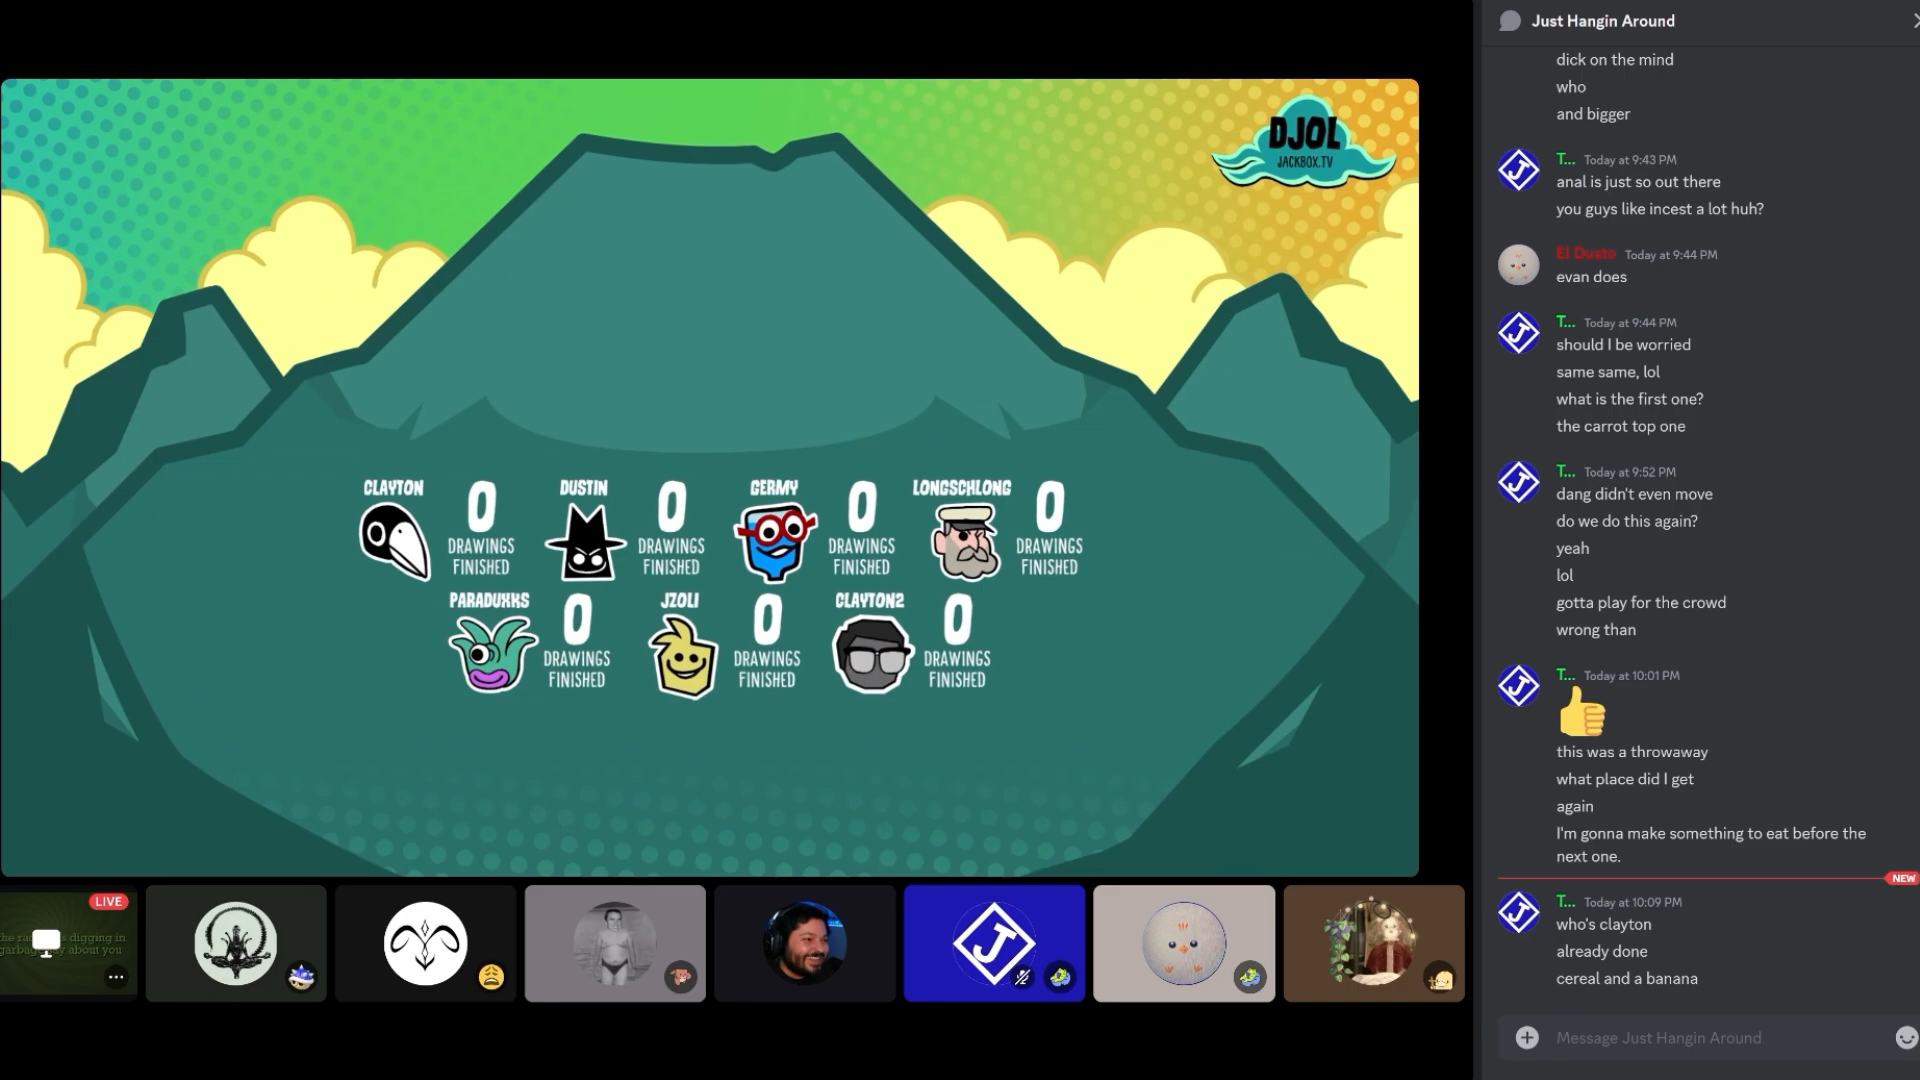 DJOL
JACKBOX.TV
CLAYTON
0
DRAWINGS
FINISHED
DUSTIN
0
DRAWINGS
FINISHED
GERMY
0
DRAWINGS
FINISHED
LONGSCHLONG
0
DRAWINGS
FINISHED
PARADUXKS
0
DRAWINGS
FINISHED
JZOLI
0
DRAWINGS
FINISHED
CLAYTON2
0
DRAWINGS
FINISHED
LIVE
digging in
about you
Just Hangin Around
dick on the mind
who
and bigger
T... Today at 9:43 PM
anal is just so out there
you guys like incest a lot huh?
El Dusto Today at 9:44 PM
evan does
T... Today at 9:44 PM
should I be worried
same same, lol
what is the first one?
the carrot top one
T... Today at 9:52 PM
dang didn't even move
do we do this again?
yeah
lol
gotta play for the crowd
wrong than
T... Today at 10:01 PM
this was a throwaway
what place did I get
again
I'm gonna make something to eat before the
next one.
NEW
T... Today at 10:09 PM
who's clayton
already done
cereal and a banana
Message Just Hangin Around